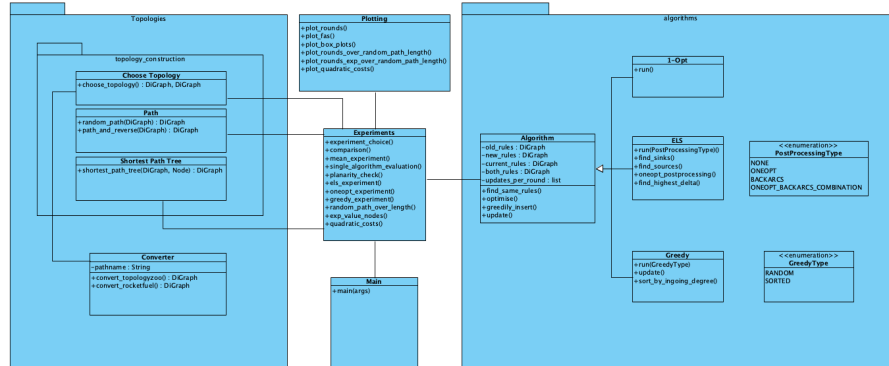 Topologies
topology_construction
Choose Topology
+choose_topology() : DiGraph, DiGraph
Path
+random_path(DiGraph) : DiGraph
+path_and_reverse(DiGraph) : DiGraph
Shortest Path Tree
+shortest_path_tree(DiGraph, Node) : DiGraph
Converter
-pathname : String
+convert_topologyzoo() : DiGraph
+convert_rocketfuel() : DiGraph
Plotting
+plot_rounds()
+plot_fas()
+plot_box_plots()
+plot_rounds_over_random_path_length()
+plot_rounds_exp_over_random_path_length()
+plot_quadratic_costs()
Experiments
+experiment_choice()
+comparison()
+mean_experiment()
+single_algorithm_evaluation()
+planarity_check()
+els_experiment()
+oneopt_experiment()
+greedy_experiment()
+random_path_over_length()
+exp_value_nodes()
+quadratic_costs()
Main
+main(args)
algorithms
Algorithm
-old_rules : DiGraph
-new_rules : DiGraph
-current_rules : DiGraph
-both_rules : DiGraph
-updates_per_round : list
+find_same_rules()
+optimise()
+greedily_insert()
+update()
1-Opt
+run()
ELS
+run(PostProcessingType)()
+find_sinks()
+find_sources()
+oneopt_postprocessing()
+find_highest_delta()
Greedy
+run(GreedyType)
+update()
+sort_by_ingoing_degree()
<<enumeration>>
PostProcessingType
NONE
ONEOPT
BACKARCS
ONEOPT_BACKARCS_COMBINATION
<<enumeration>>
GreedyType
RANDOM
SORTED